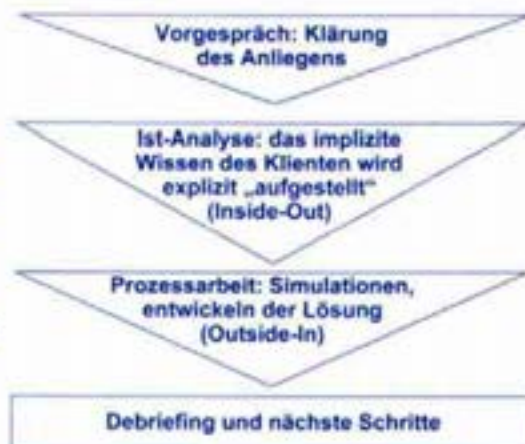 Vorgespräch: Klärung
des Anliegens
Ist-Analyse: das implizite
Wissen des Klienten wird
explizit „aufgestellt“
(Inside-Out)
Prozessarbeit: Simulationen,
entwickeln der Lösung
(Outside-In)
Debriefing und nächste Schritte